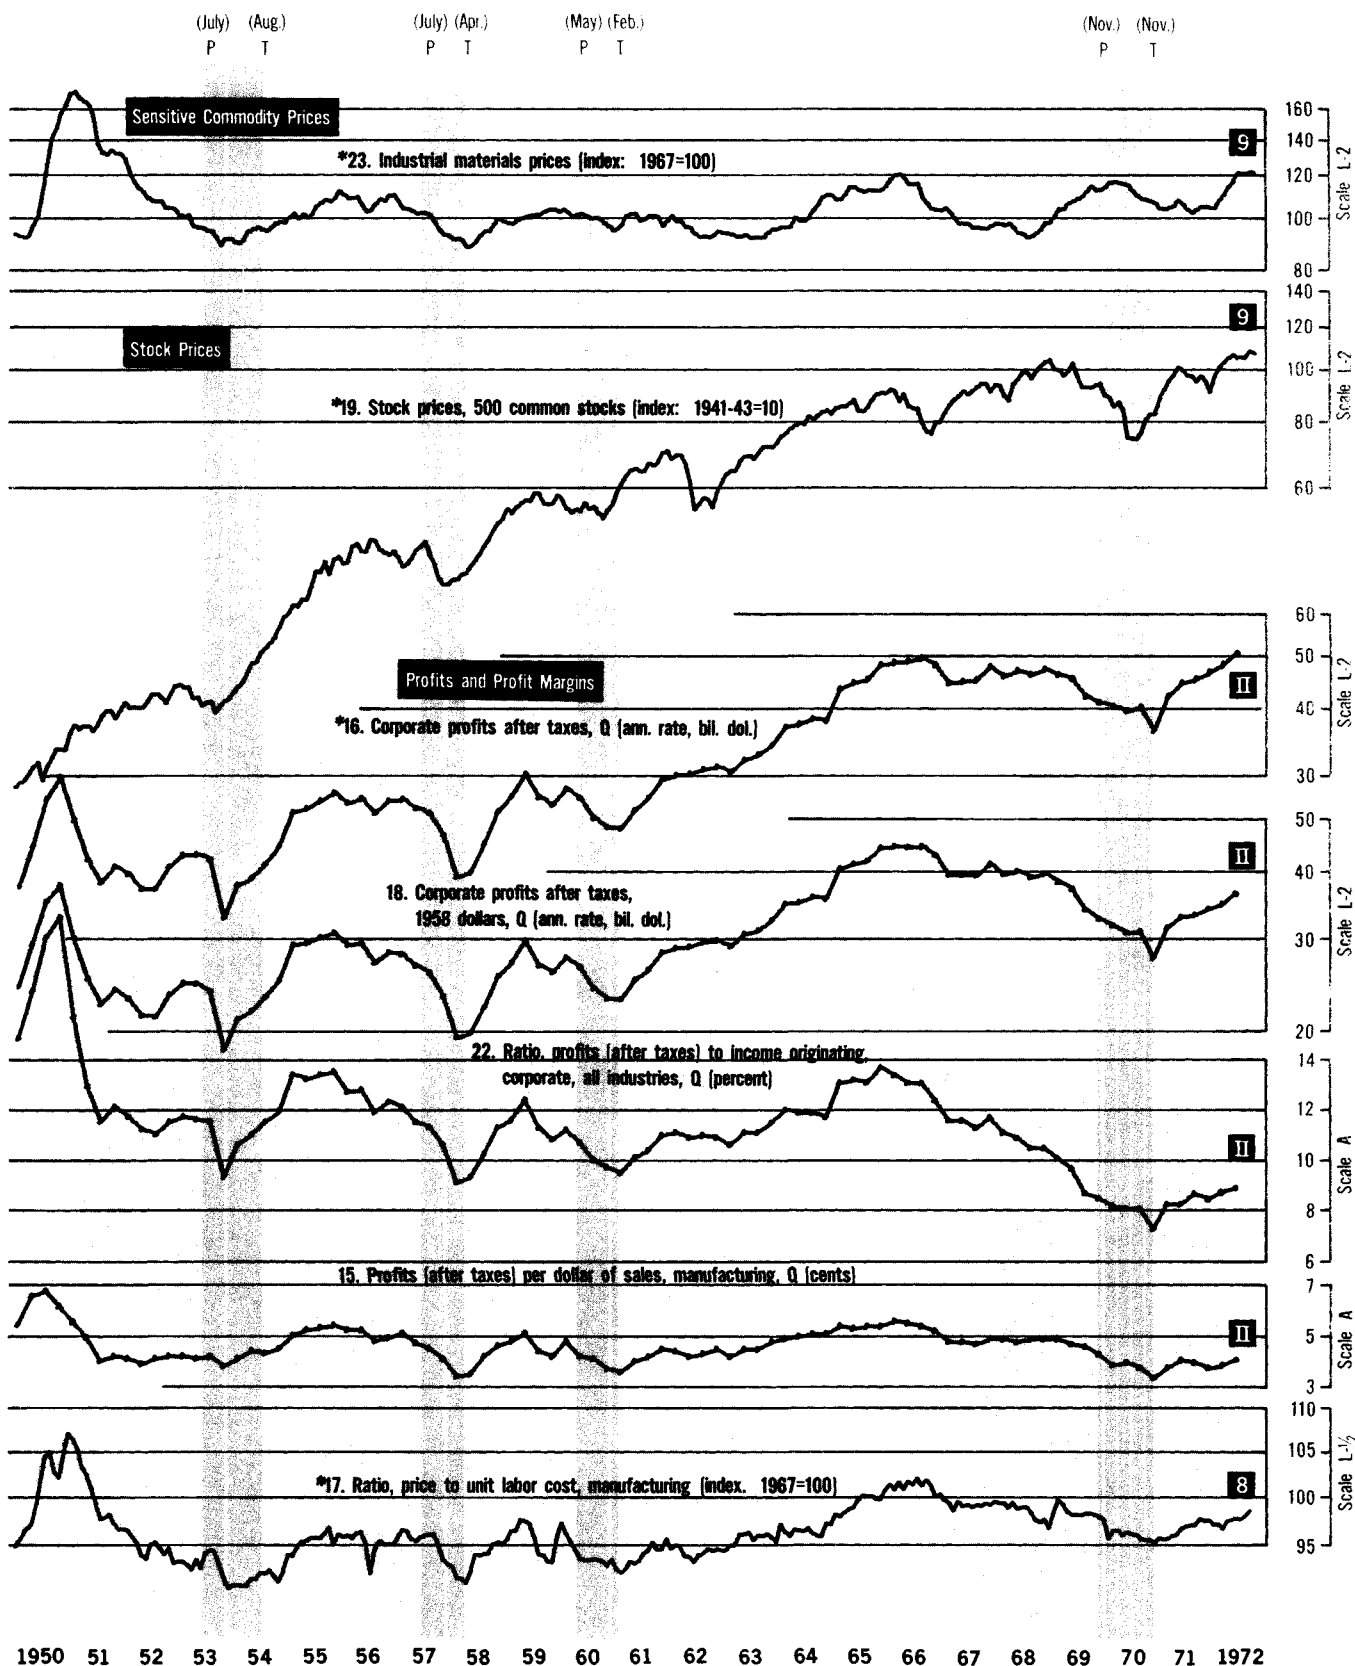 (July) (Aug.) (July) (Apr.) (May) (Feb.) (Nov.) (Nov.)
P T P T P T P T
Sensitive Commodity Prices
*23. Industrial materials prices (index: 1967=100)
9
160
140
120
100
80
Scale L-2
Stock Prices
*19. Stock prices, 500 common stocks (index: 1941-43=10)
9
140
120
100
80
60
Scale L-2
Profits and Profit Margins
*16. Corporate profits after taxes, Q (ann. rate, bil. dol.)
II
60
50
40
30
Scale L-2
18. Corporate profits after taxes,
1958 dollars, Q (ann. rate, bil. dol.)
II
50
40
30
20
Scale L-2
22. Ratio, profits (after taxes) to income originating,
corporate, all industries, Q (percent)
II
14
12
10
8
6
Scale A
15. Profits (after taxes) per dollar of sales, manufacturing, Q (cents)
II
7
5
3
Scale A
*17. Ratio, price to unit labor cost, manufacturing (index. 1967=100)
8
110
105
100
95
Scale L-½
1950 51 52 53 54 55 56 57 58 59 60 61 62 63 64 65 66 67 68 69 70 71 1972